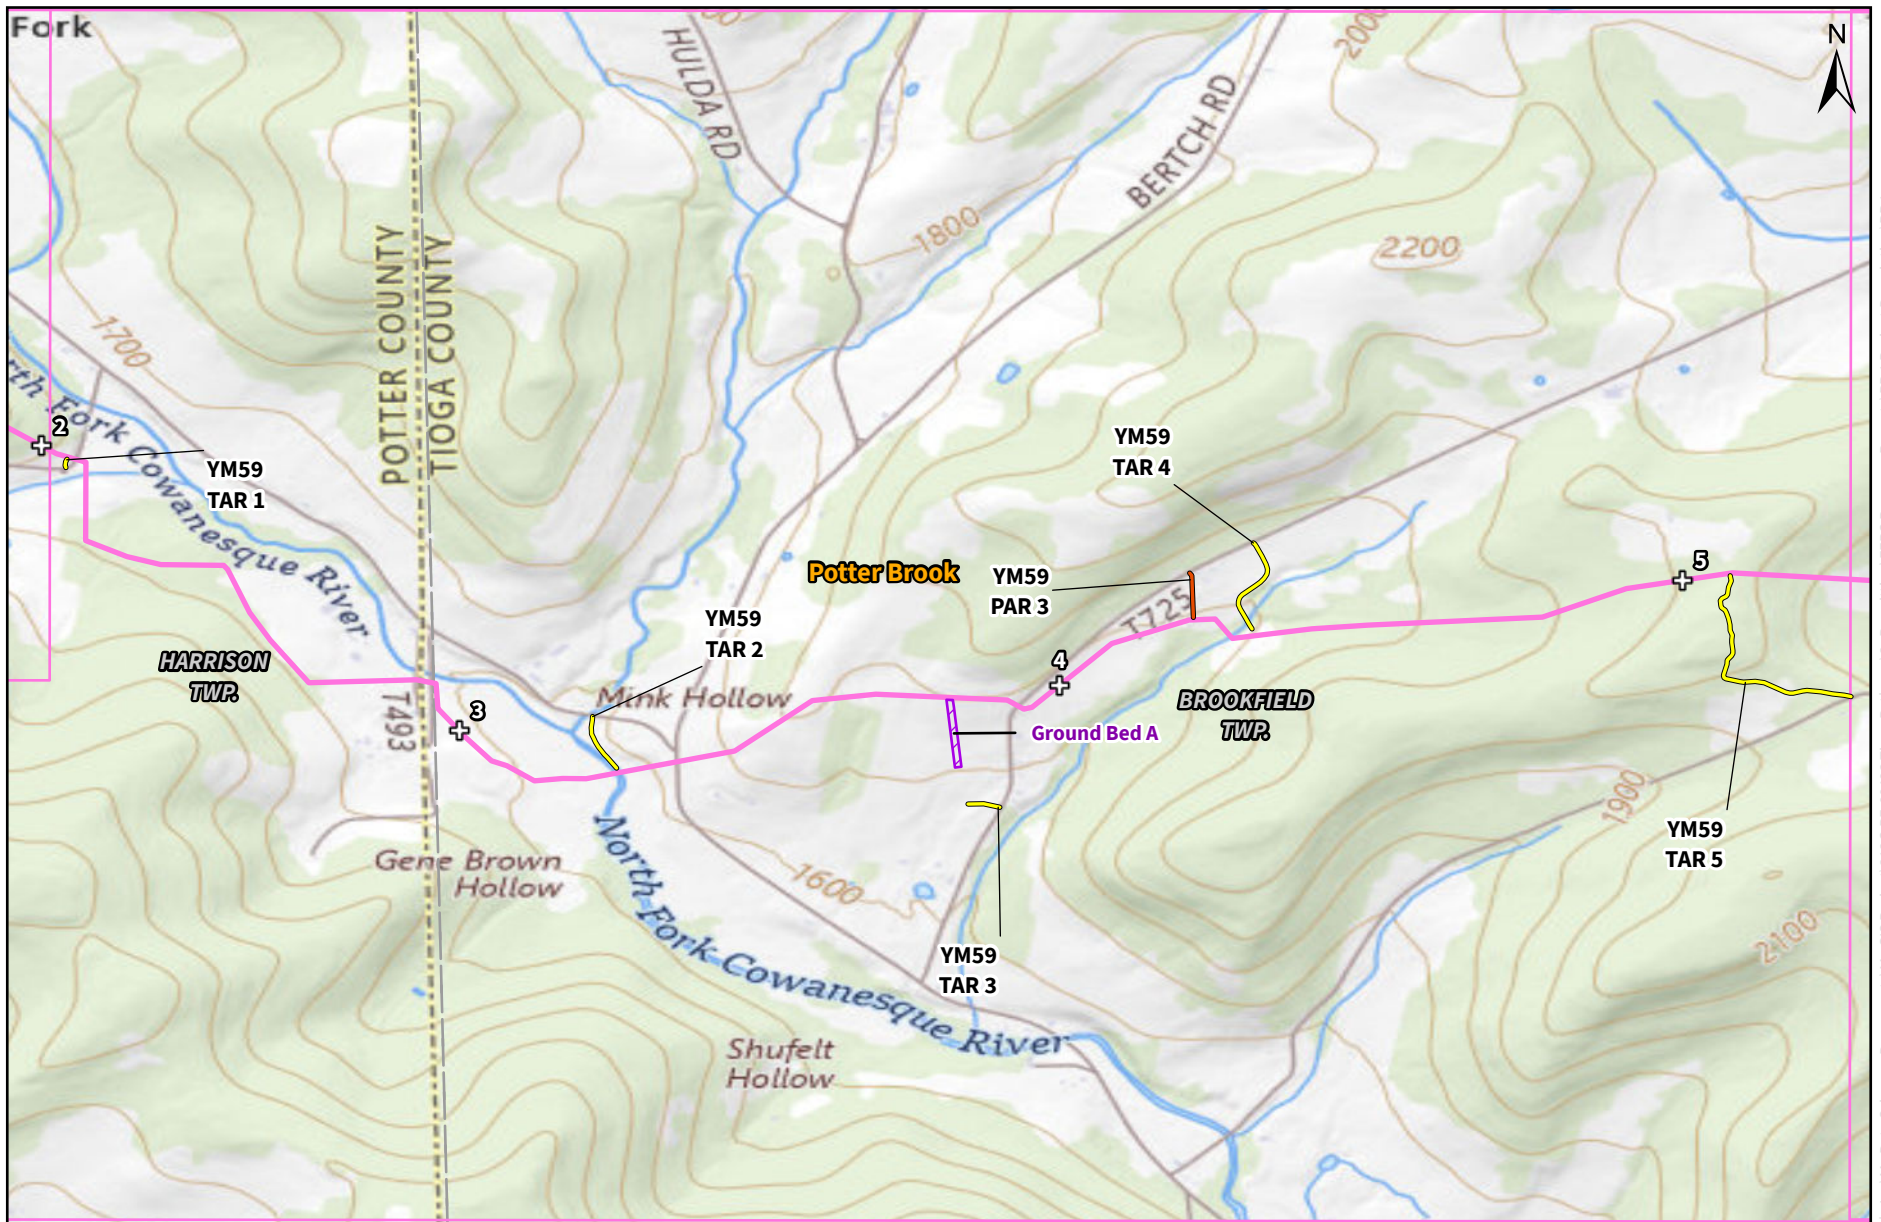 Fork
N
HULDA RD
BERTCH RD
2000
1800
2200
POTTER COUNTY
TIOGA COUNTY
1700
2
North Fork Cowanesque River
YM59
TAR 1
YM59
TAR 4
Potter Brook
YM59
PAR 3
T725
5
YM59
TAR 2
HARRISON
TWP.
4
Mink Hollow
BROOKFIELD
TWP.
T493
3
Ground Bed A
1900
YM59
TAR 5
Gene Brown
Hollow
1600
North Fork Cowanesque River
2100
YM59
TAR 3
Shufelt
Hollow